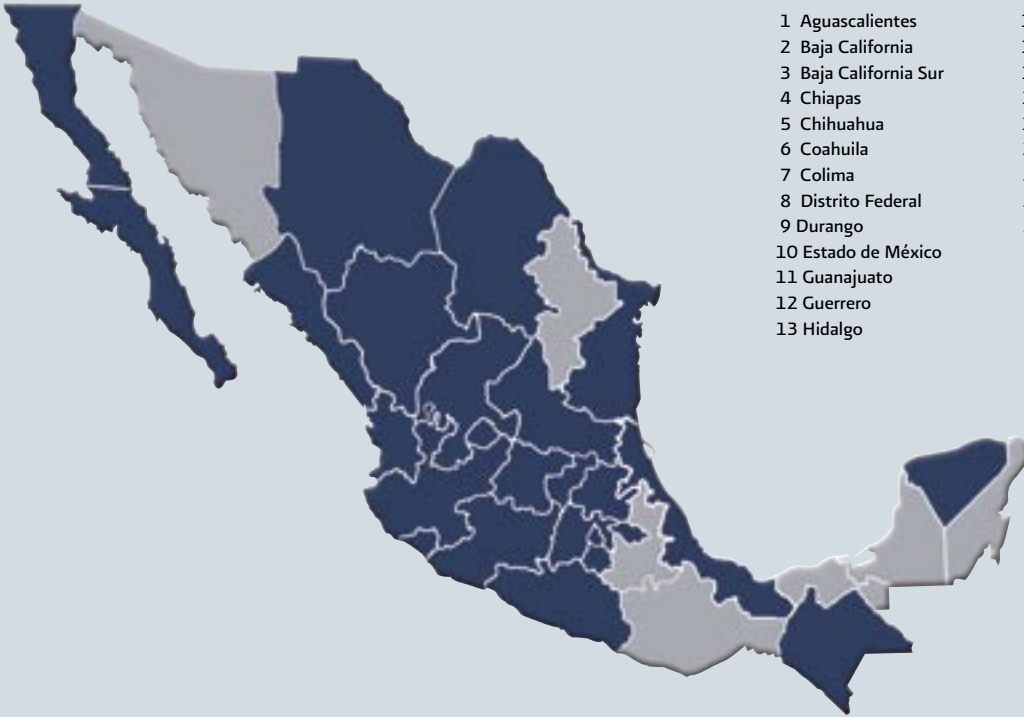 1 Aguascalientes
2 Baja California
3 Baja California Sur
4 Chiapas
5 Chihuahua
6 Coahuila
7 Colima
8 Distrito Federal
9 Durango
10 Estado de México
11 Guanajuato
12 Guerrero
13 Hidalgo